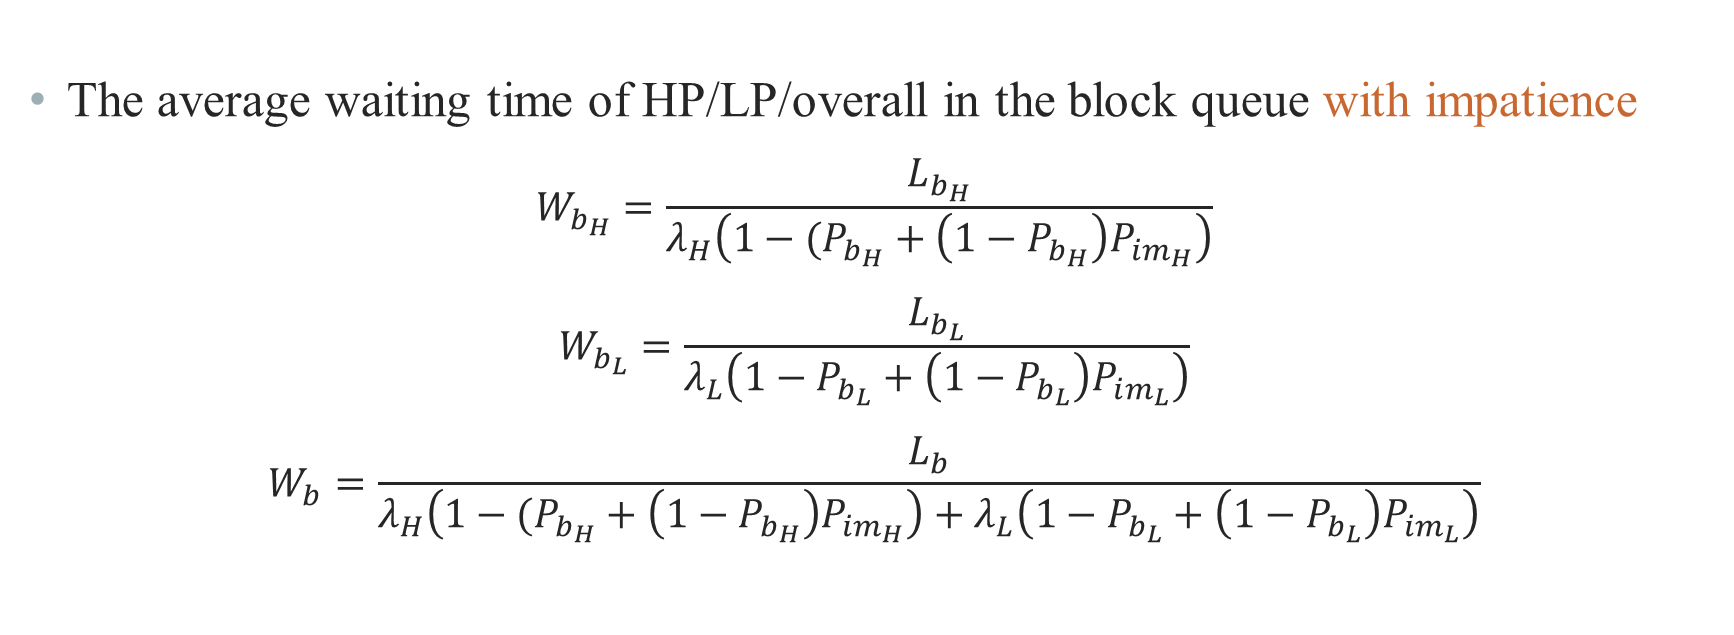 • The average waiting time of HP/LP/overall in the block queue with impatience
W_{b_H} = \frac{L_{b_H}}{λ_H(1 − (P_{b_H} + (1 − P_{b_H})P_{im_H})}
W_{b_L} = \frac{L_{b_L}}{λ_L(1 − P_{b_L} + (1 − P_{b_L})P_{im_L})}
W_b = \frac{L_b}{λ_H(1 − (P_{b_H} + (1 − P_{b_H})P_{im_H}) + λ_L(1 − P_{b_L} + (1 − P_{b_L})P_{im_L})}